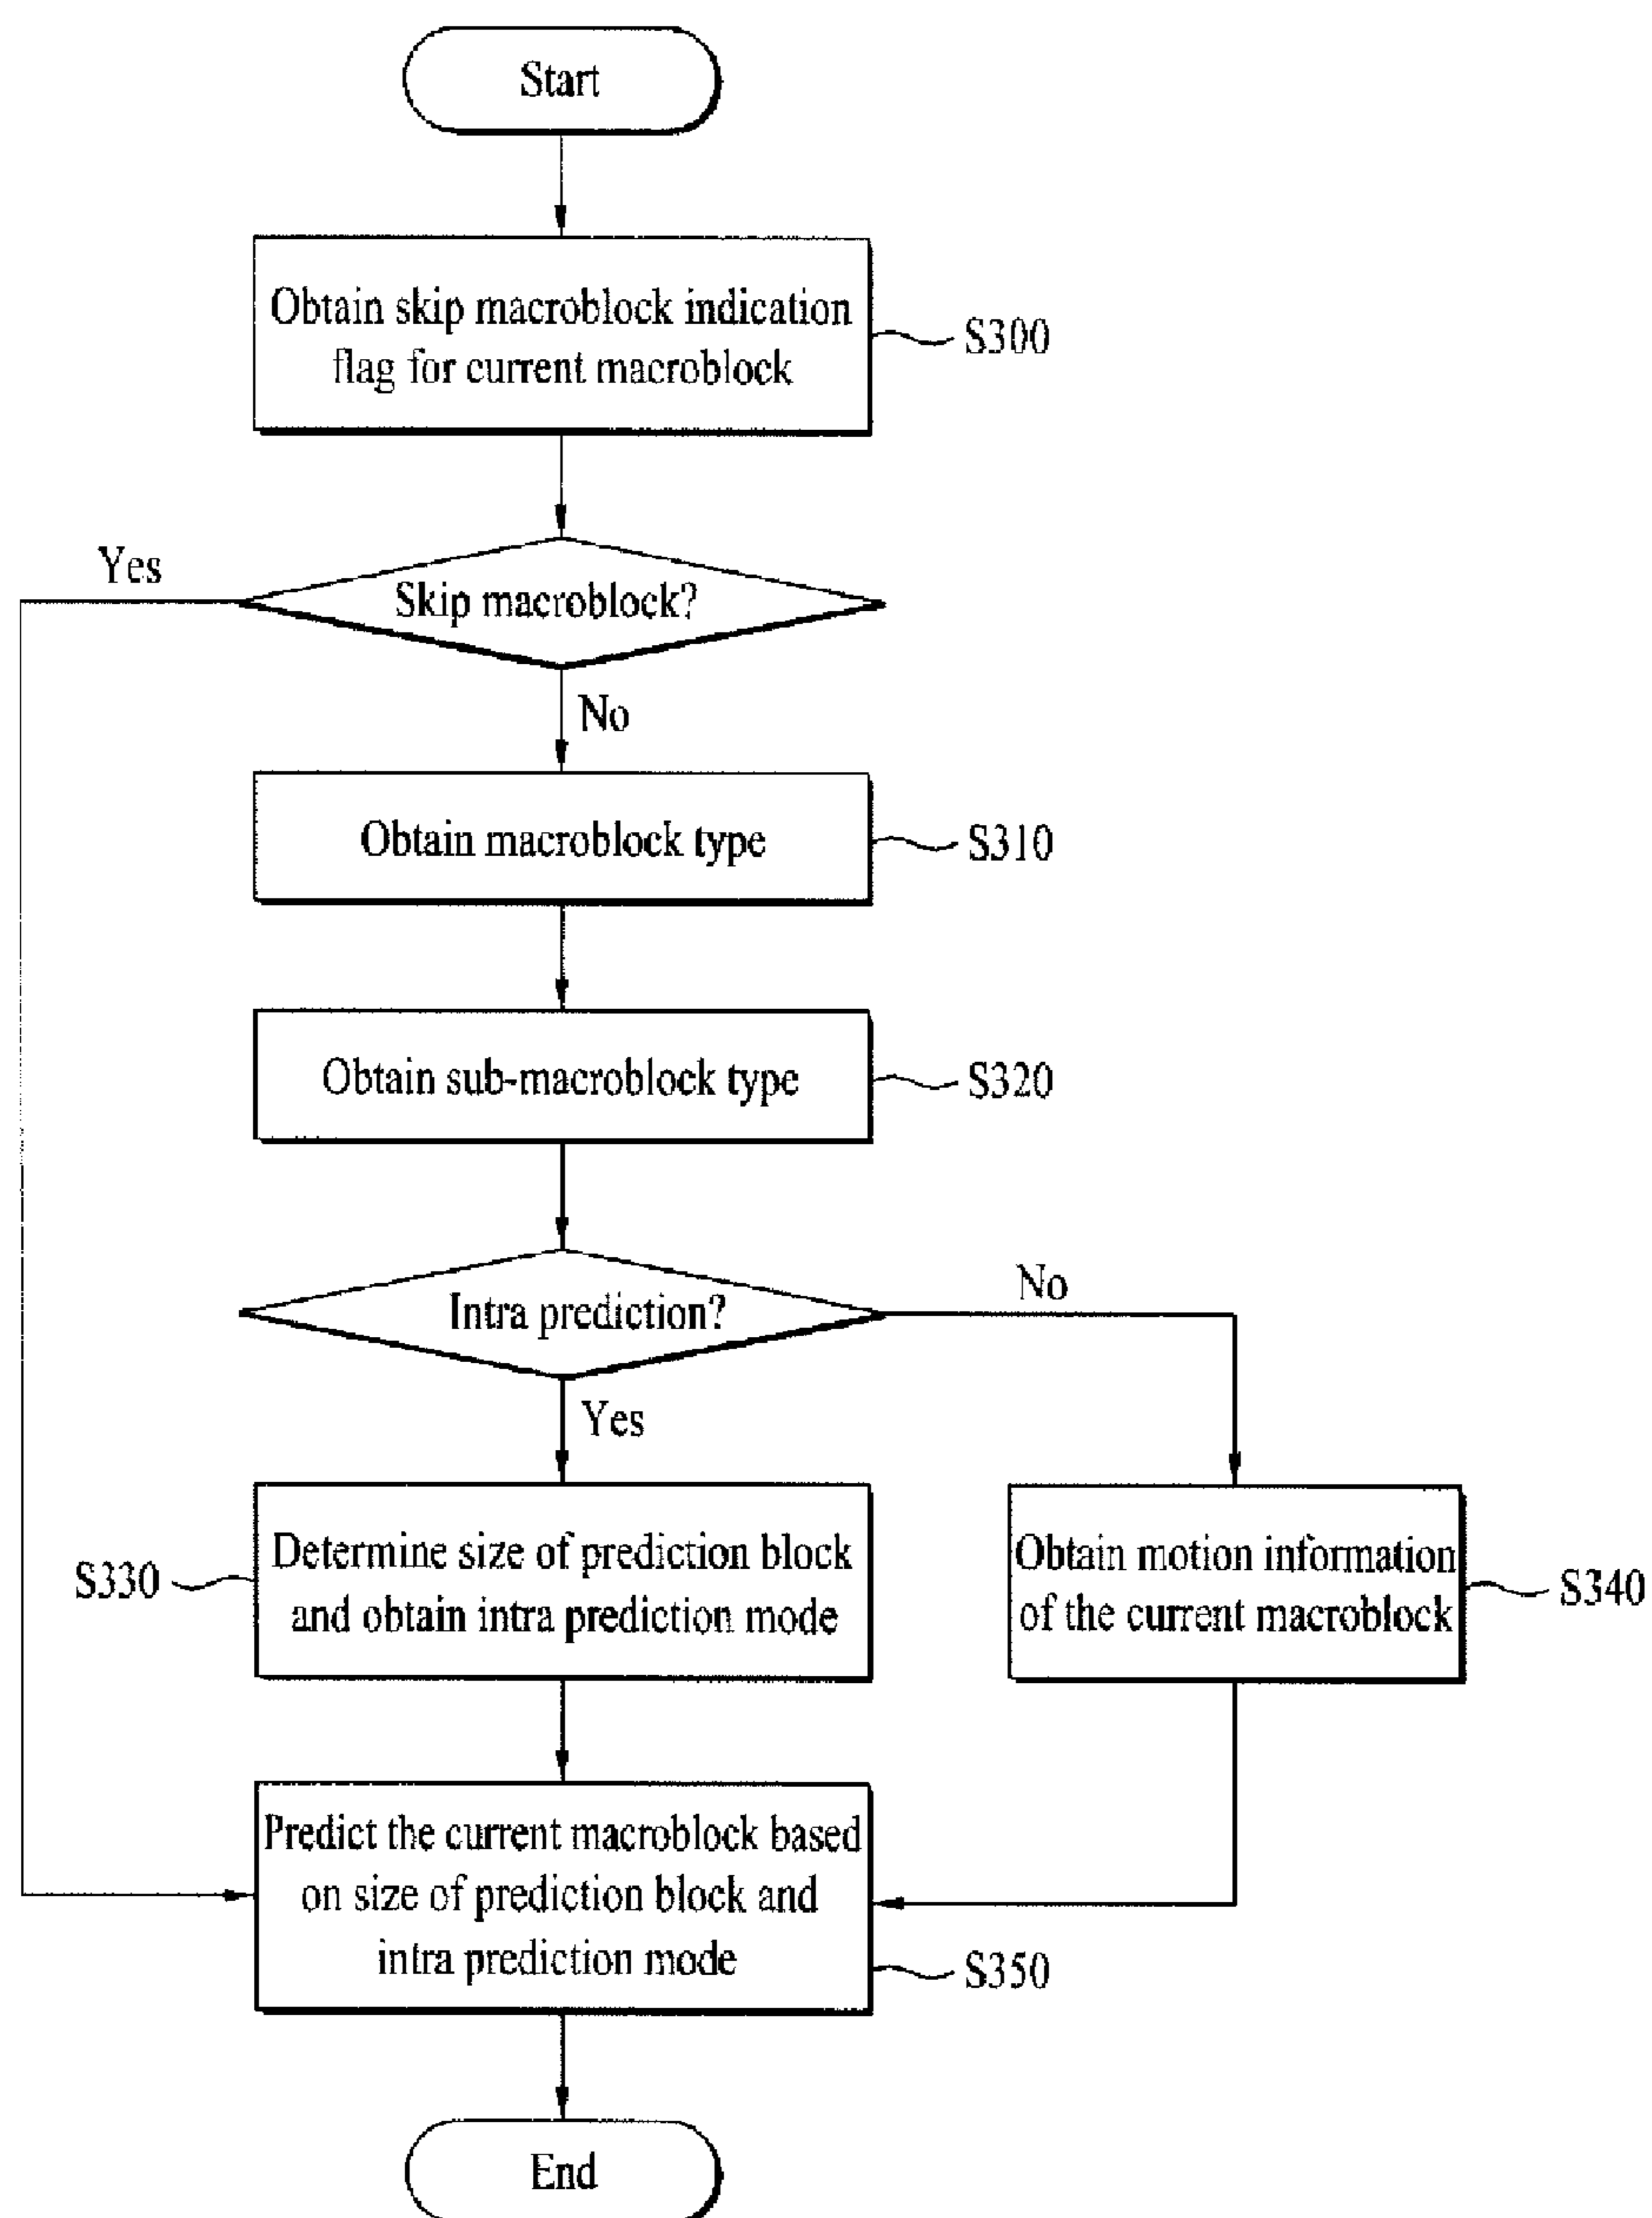 Start
Obtain skip macroblock indication
flag for current macroblock
S300
Yes
Skip macroblock?
No
Obtain macroblock type
S310
Obtain sub-macroblock type
S320
Intra prediction?
No
Yes
S330
Determine size of prediction block
and obtain intra prediction mode
Obtain motion information
of the current macroblock
S340
Predict the current macroblock based
on size of prediction block and
intra prediction mode
S350
End